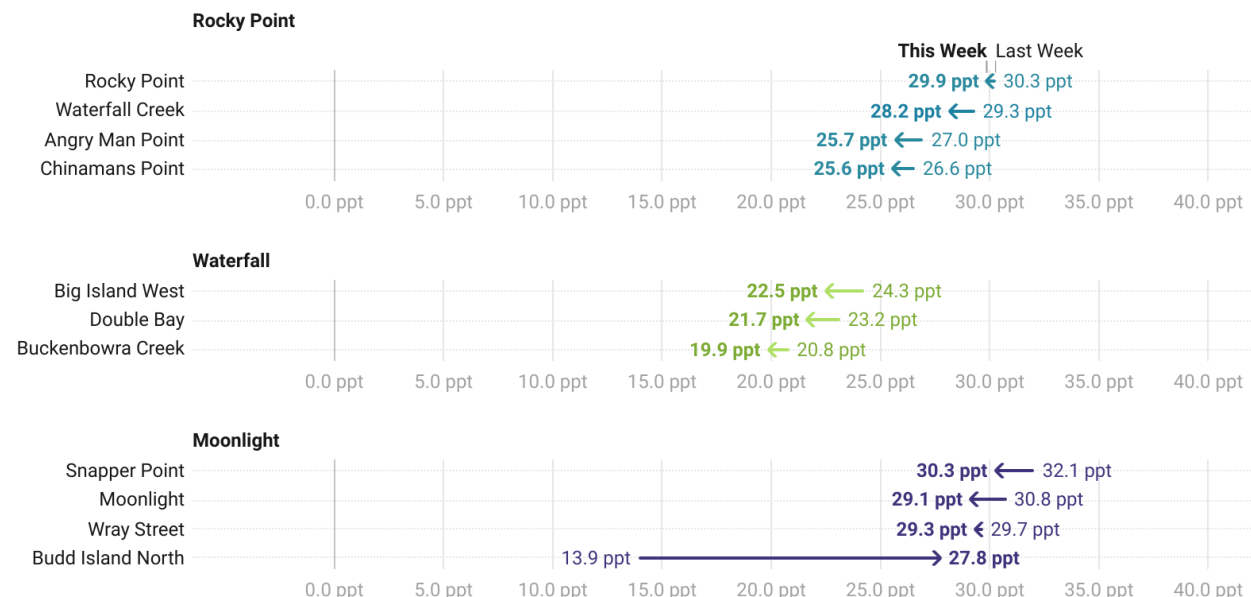 Rocky Point
This Week Last Week
Rocky Point 29.9 ppt 30.3 ppt
Waterfall Creek 28.2 ppt 29.3 ppt
Angry Man Point 25.7 ppt 27.0 ppt
Chinamans Point 25.6 ppt 26.6 ppt
0.0 ppt 5.0 ppt 10.0 ppt 15.0 ppt 20.0 ppt 25.0 ppt 30.0 ppt 35.0 ppt 40.0 ppt
Waterfall
Big Island West 22.5 ppt 24.3 ppt
Double Bay 21.7 ppt 23.2 ppt
Buckenbowra Creek 19.9 ppt 20.8 ppt
0.0 ppt 5.0 ppt 10.0 ppt 15.0 ppt 20.0 ppt 25.0 ppt 30.0 ppt 35.0 ppt 40.0 ppt
Moonlight
Snapper Point 30.3 ppt 32.1 ppt
Moonlight 29.1 ppt 30.8 ppt
Wray Street 29.3 ppt 29.7 ppt
Budd Island North 13.9 ppt 27.8 ppt
0.0 ppt 5.0 ppt 10.0 ppt 15.0 ppt 20.0 ppt 25.0 ppt 30.0 ppt 35.0 ppt 40.0 ppt